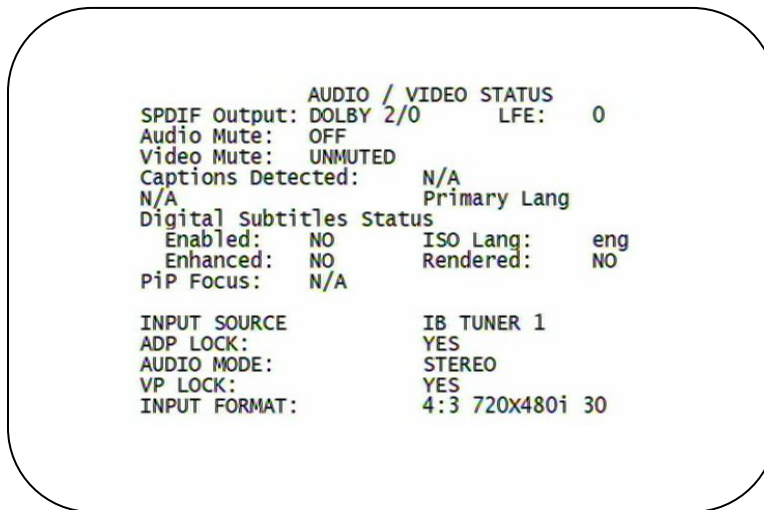 AUDIO / VIDEO STATUS
SPDIF Output: DOLBY 2/0 LFE: 0
Audio Mute: OFF
Video Mute: UNMUTED
Captions Detected: N/A
N/A Primary Lang
Digital Subtitles Status
Enabled: NO ISO Lang: eng
Enhanced: NO Rendered: NO
PiP Focus: N/A
INPUT SOURCE IB TUNER 1
ADP LOCK: YES
AUDIO MODE: STEREO
VP LOCK: YES
INPUT FORMAT: 4:3 720X480i 30